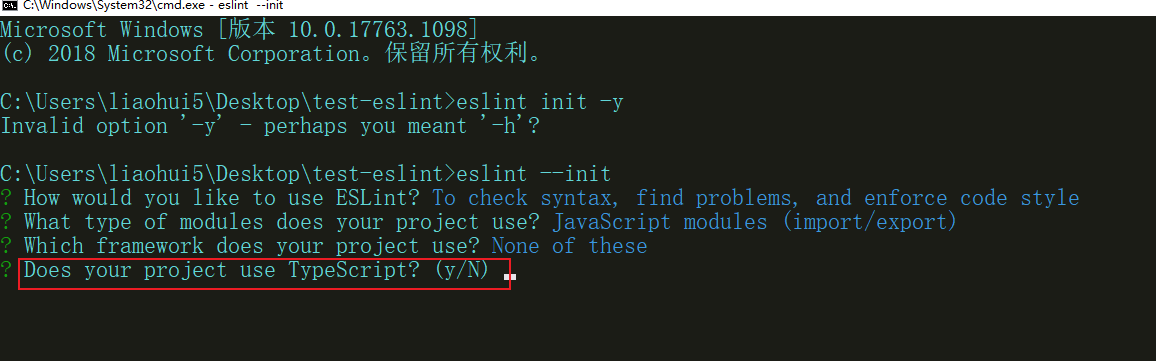 C:\Windows\System32\cmd.exe - eslint  --init
Microsoft Windows [版本 10.0.17763.1098]
(c) 2018 Microsoft Corporation。保留所有权利。
C:\Users\liaohui5\Desktop\test-eslint>eslint init -y
Invalid option '-y' - perhaps you meant '-h'?
C:\Users\liaohui5\Desktop\test-eslint>eslint --init
? How would you like to use ESLint? To check syntax, find problems, and enforce code style
? What type of modules does your project use? JavaScript modules (import/export)
? Which framework does your project use? None of these
? Does your project use TypeScript? (y/N)